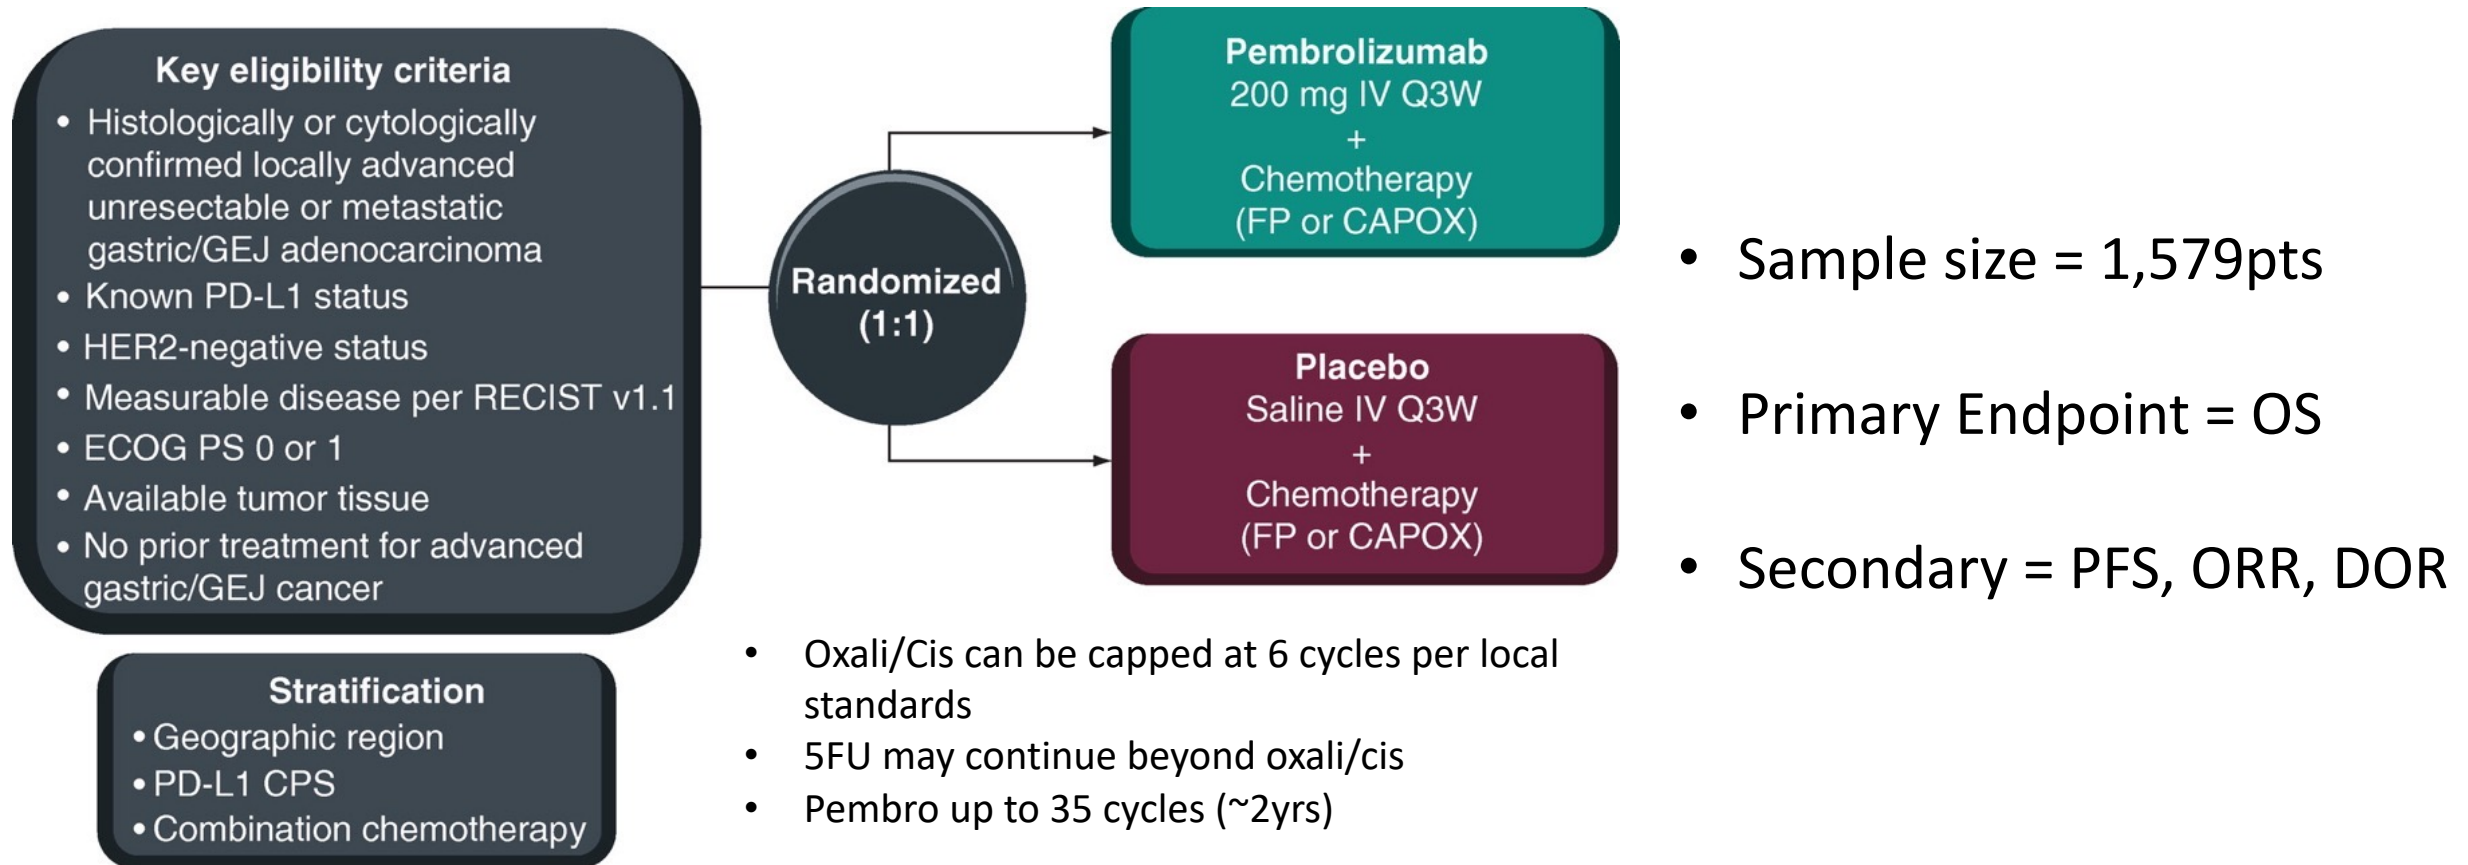 Key eligibility criteria
• Histologically or cytologically
confirmed locally advanced
unresectable or metastatic
gastric/GEJ adenocarcinoma
• Known PD-L1 status
• HER2-negative status
• Measurable disease per RECIST v1.1
• ECOG PS 0 or 1
• Available tumor tissue
• No prior treatment for advanced
gastric/GEJ cancer
Stratification
• Geographic region
• PD-L1 CPS
• Combination chemotherapy
Randomized
(1:1)
Pembrolizumab
200 mg IV Q3W
+
Chemotherapy
(FP or CAPOX)
Placebo
Saline IV Q3W
+
Chemotherapy
(FP or CAPOX)
• Oxali/Cis can be capped at 6 cycles per local
standards
• 5FU may continue beyond oxali/cis
• Pembro up to 35 cycles (~2yrs)
• Sample size = 1,579pts
• Primary Endpoint = OS
• Secondary = PFS, ORR, DOR